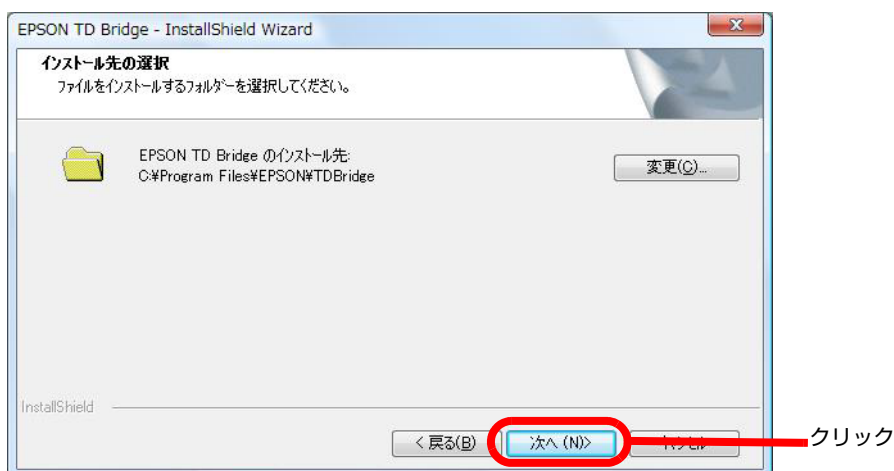 EPSON TD Bridge - InstallShield Wizard
インストール先の選択
ファイルをインストールするフォルダーを選択してください。
EPSON TD Bridge のインストール先:
C:¥Program Files¥EPSON¥TDBridge
変更(C)...
InstallShield
< 戻る(B)
次へ (N)>
クリック